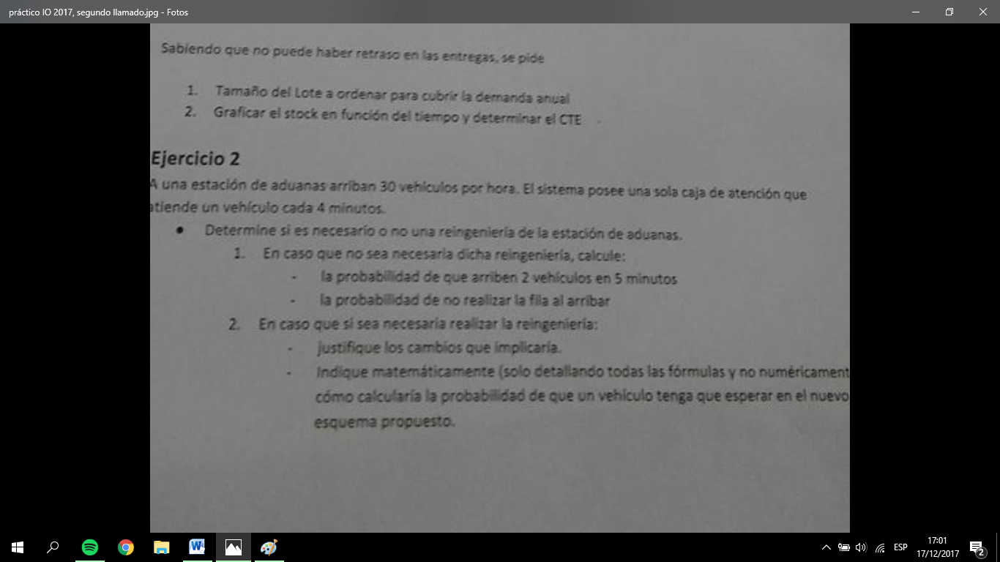 práctico IO 2017, segundo llamado.jpg - Fotos
Sabiendo que no puede haber retraso en las entregas, se pide
1. Tamaño del Lote a ordenar para cubrir la demanda anual
2. Graficar el stock en función del tiempo y determinar el CTE
Ejercicio 2
A una estación de aduanas arriban 30 vehículos por hora. El sistema posee una sola caja de atención que
atiende un vehículo cada 4 minutos.
• Determine si es necesario o no una reingeniería de la estación de aduanas.
1. En caso que no sea necesaria dicha reingeniería, calcule:
- la probabilidad de que arriben 2 vehículos en 5 minutos
- la probabilidad de no realizar la fila al arribar
2. En caso que sí sea necesaria realizar la reingeniería:
- justifique los cambios que implicaría.
- Indique matemáticamente (solo detallando todas las fórmulas y no numéricament
cómo calcularía la probabilidad de que un vehículo tenga que esperar en el nuevo
esquema propuesto.
ESP
17:01
17/12/2017
2